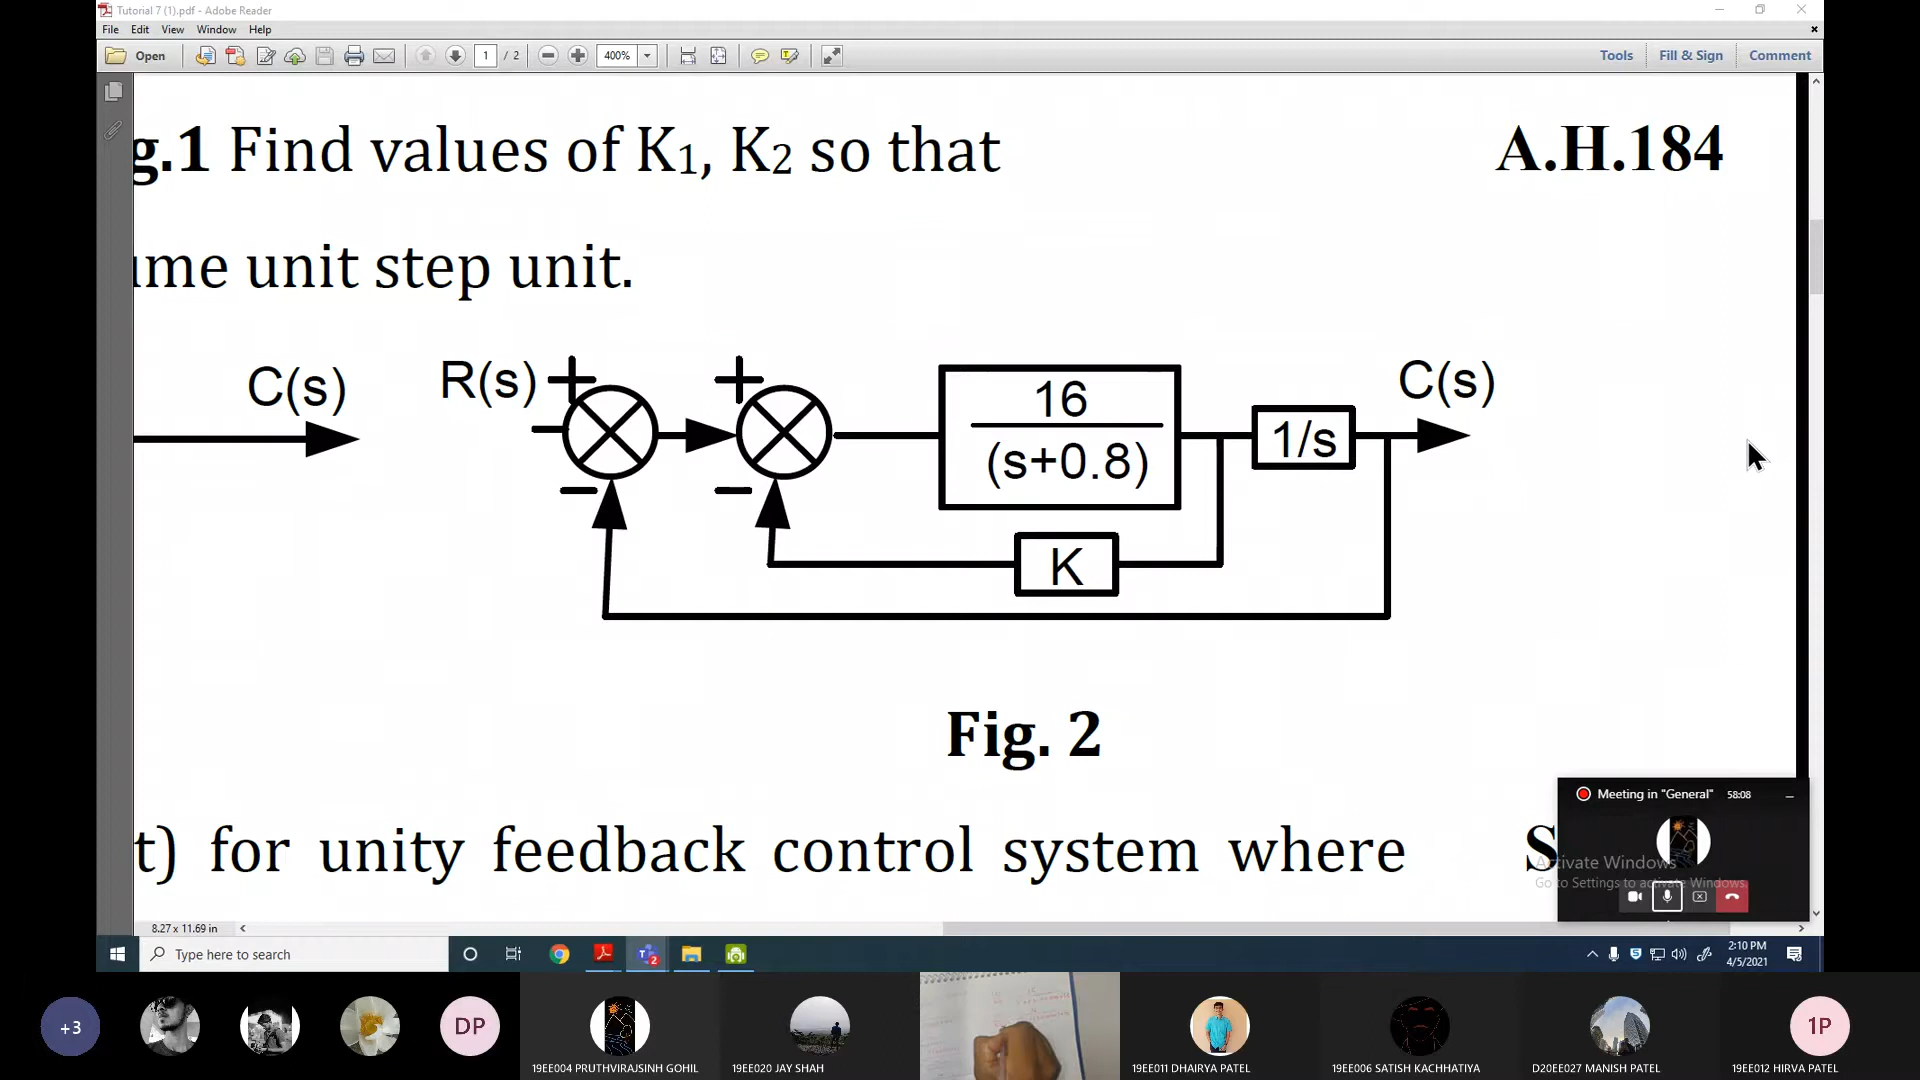 Tutorial 7 (1).pdf - Adobe Reader
File Edit View Window Help
Open 1 / 2 400% Tools Fill & Sign Comment
g.1 Find values of K1, K2 so that A.H.184
ume unit step unit.
C(s) R(s) + − − + − 16 (s+0.8) 1/s C(s)
K
Fig. 2
t) for unity feedback control system where S
Meeting in "General" 58:08
Activate Windows
Go to Settings to activate Windows.
8.27 x 11.69 in
Type here to search
2:10 PM
4/5/2021
+3 DP 1P
19EE004 PRUTHVIRAJSINH GOHIL 19EE020 JAY SHAH 19EE011 DHAIRYA PATEL 19EE006 SATISH KACHHATIYA D20EE027 MANISH PATEL 19EE012 HIRVA PATEL